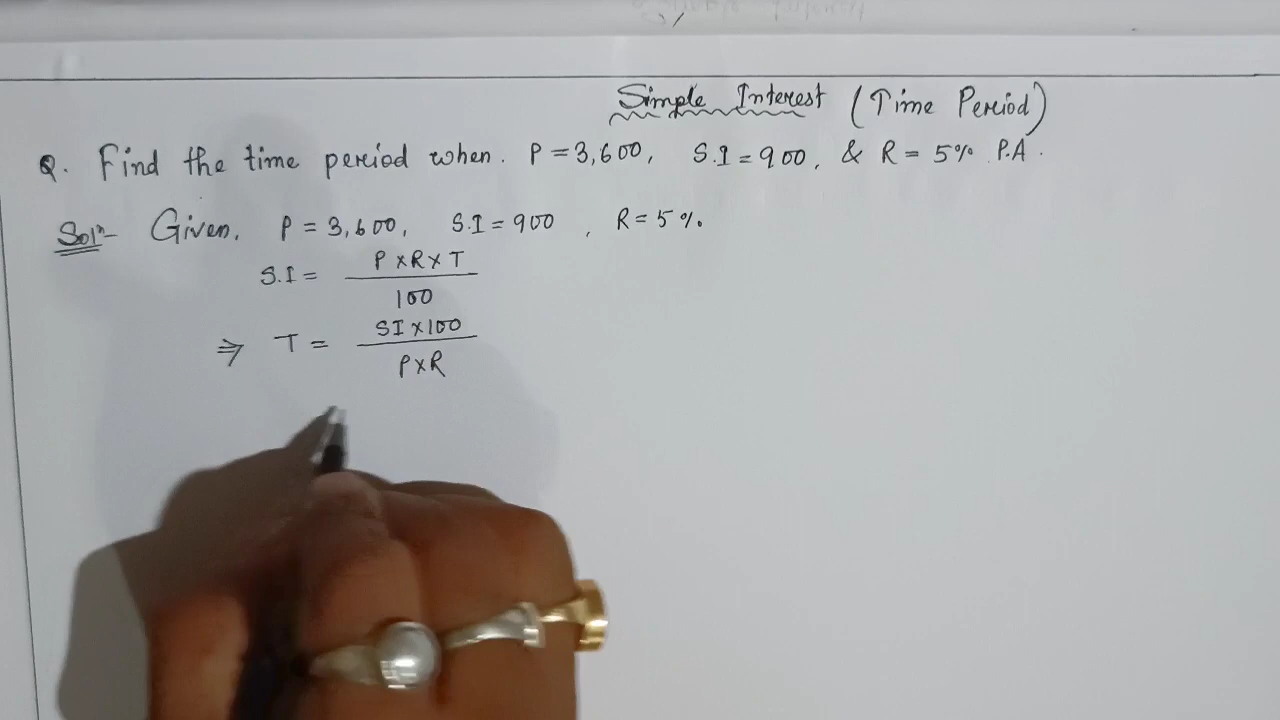 Simple Interest (Time Period)
Q. Find the time period when. P = 3,600, S.I = 900, & R = 5% P.A.
Solⁿ- Given, P = 3,600, S.I = 900, R = 5%.
S.I = P×R×T / 100
⇒ T = SI×100 / P×R